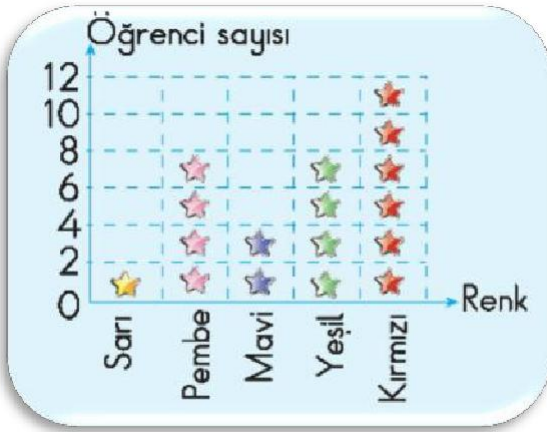 Öğrenci sayısı
12
10
8
6
4
2
0
Renk
Sarı
Pembe
Mavi
Yeşil
Kırmızı